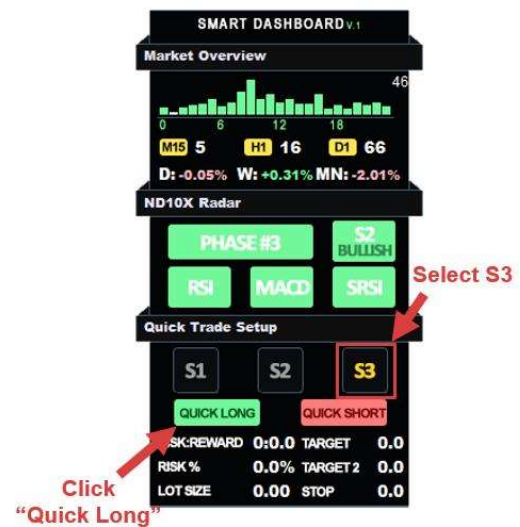 SMART DASHBOARD V.1
Market Overview
46
0 6 12 18
M15 5 H1 16 D1 66
D: -0.05% W: +0.31% MN: -2.01%
ND10X Radar
PHASE #3 S2
BULLISH
RSI MACD SRSI
Select S3
Quick Trade Setup
S1 S2 S3
QUICK LONG QUICK SHORT
SK:REWARD 0:0.0 TARGET 0.0
RISK % 0.0% TARGET 2 0.0
LOT SIZE 0.00 STOP 0.0
Click
“Quick Long”